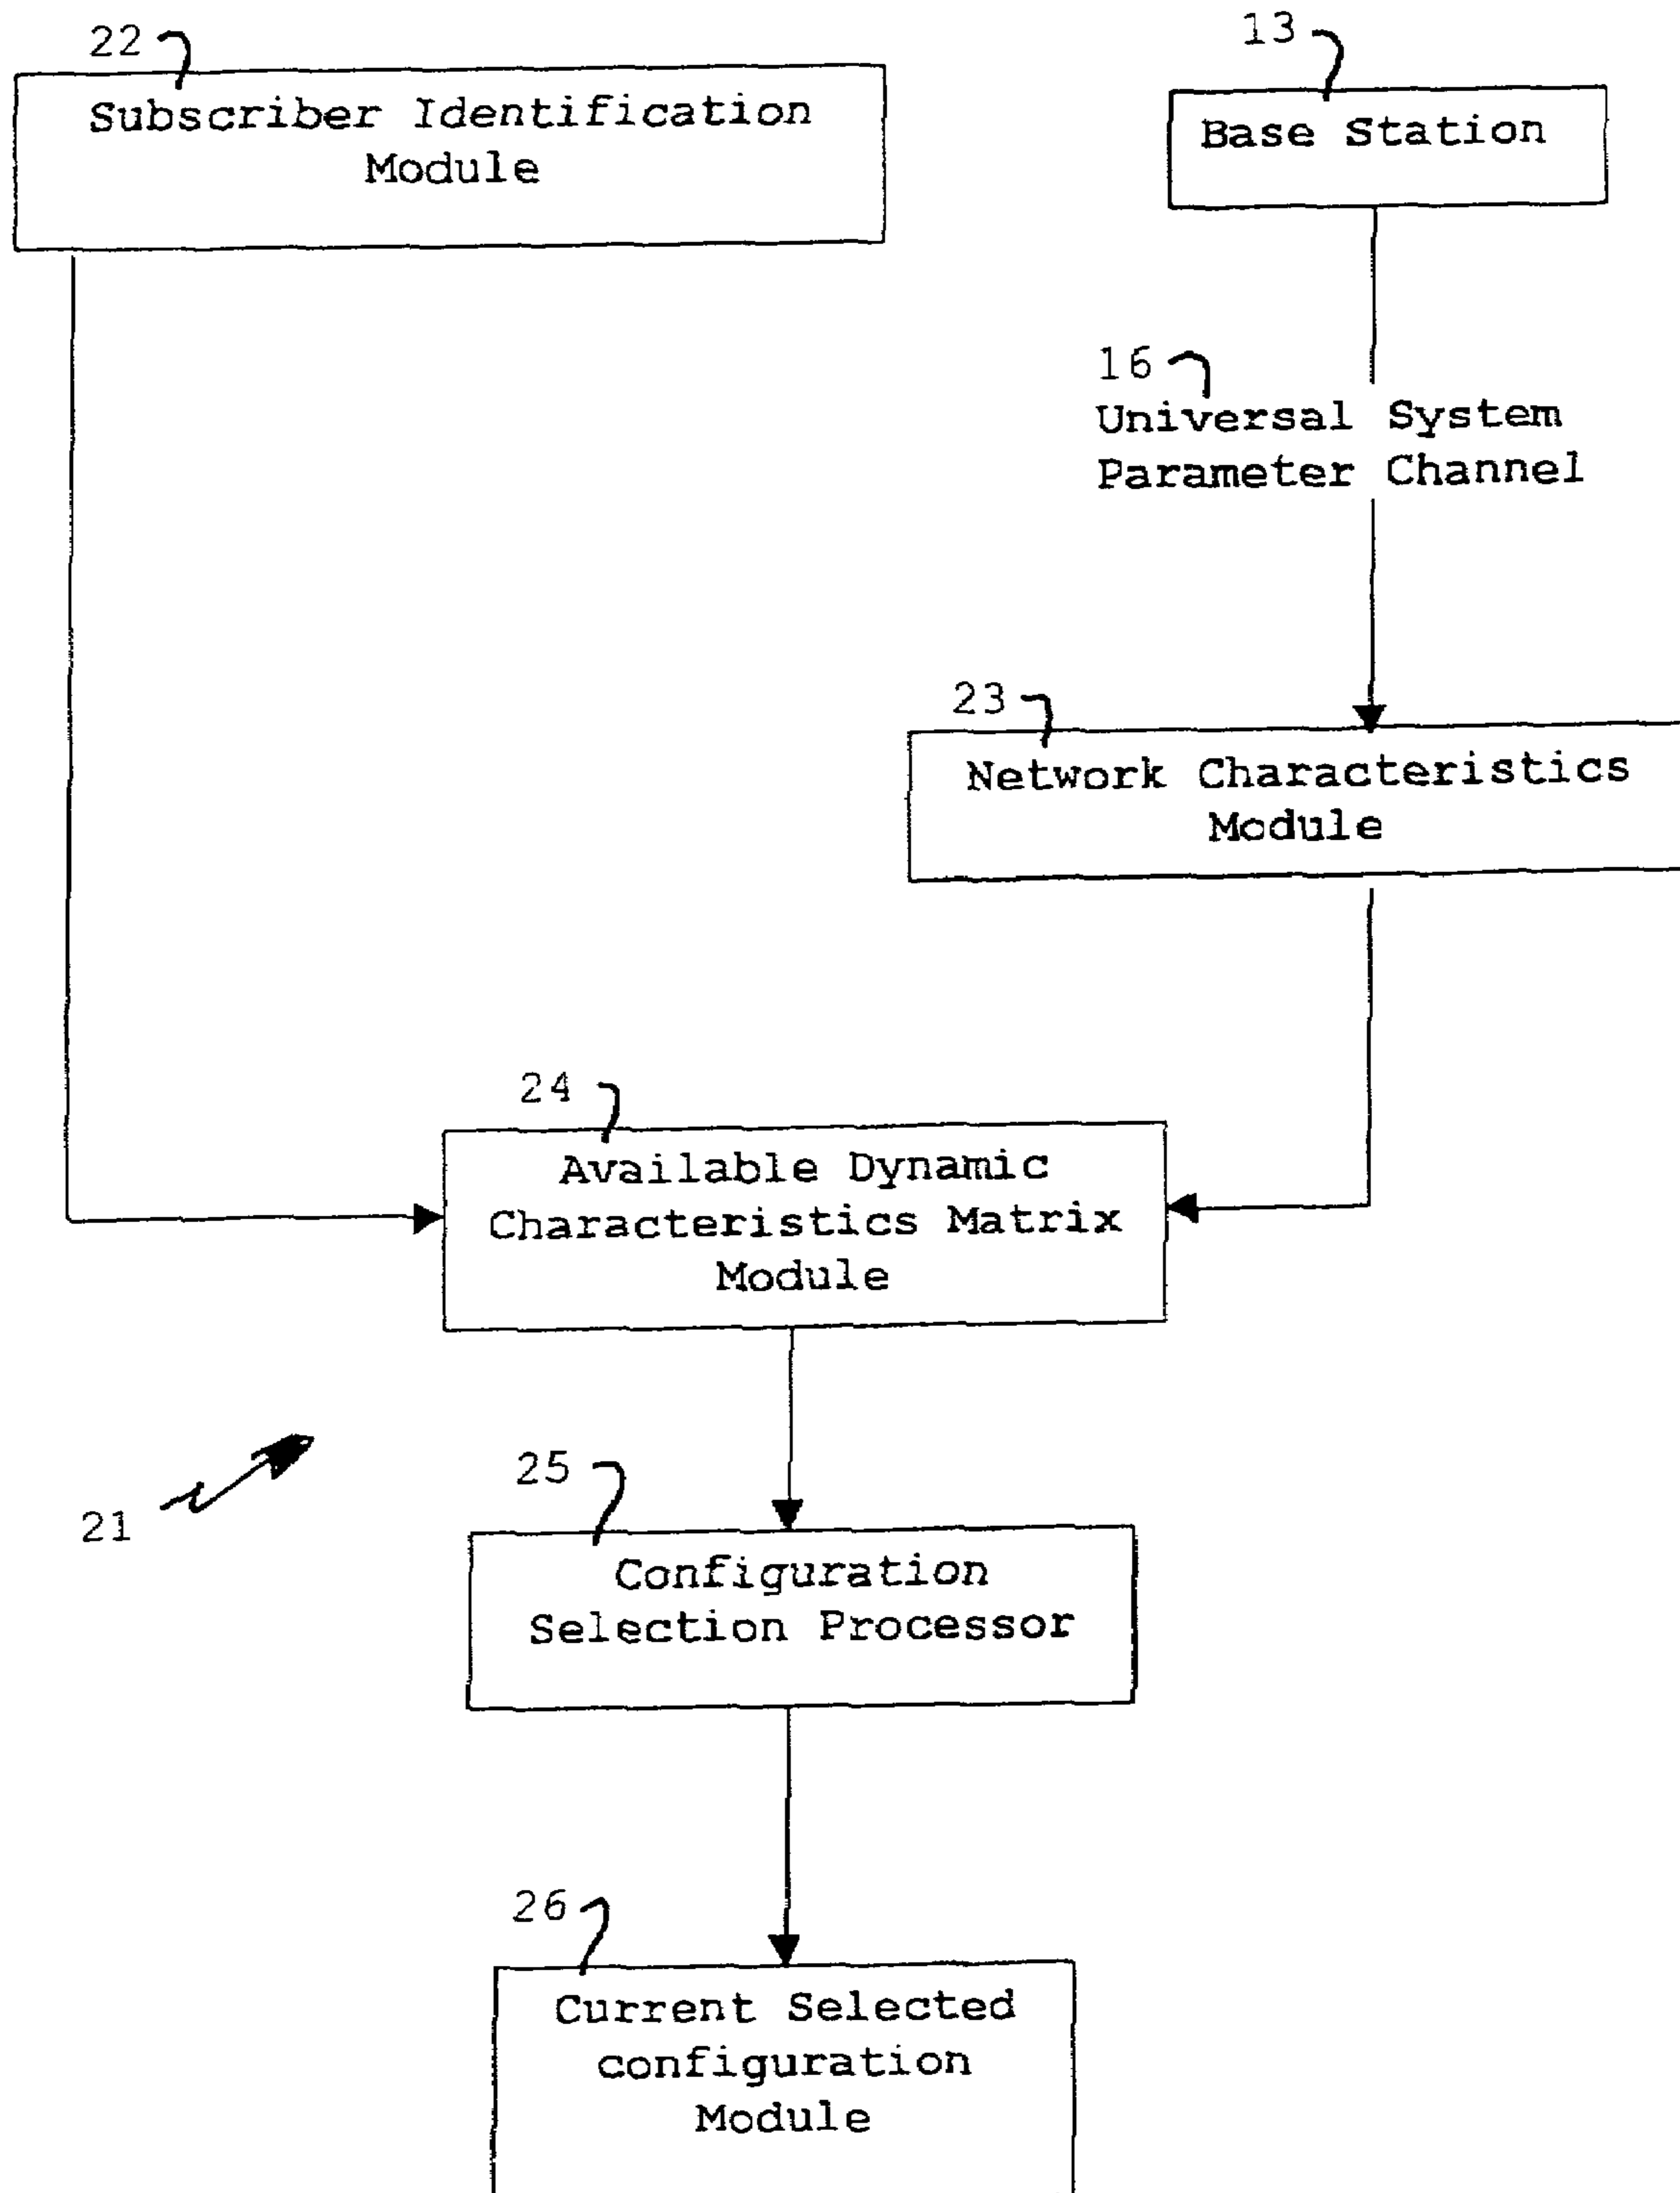 22
Subscriber Identification
Module
13
Base Station
16
Universal System
Parameter Channel
23
Network Characteristics
Module
24
Available Dynamic
Characteristics Matrix
Module
21
25
Configuration
Selection Processor
26
Current Selected
configuration
Module